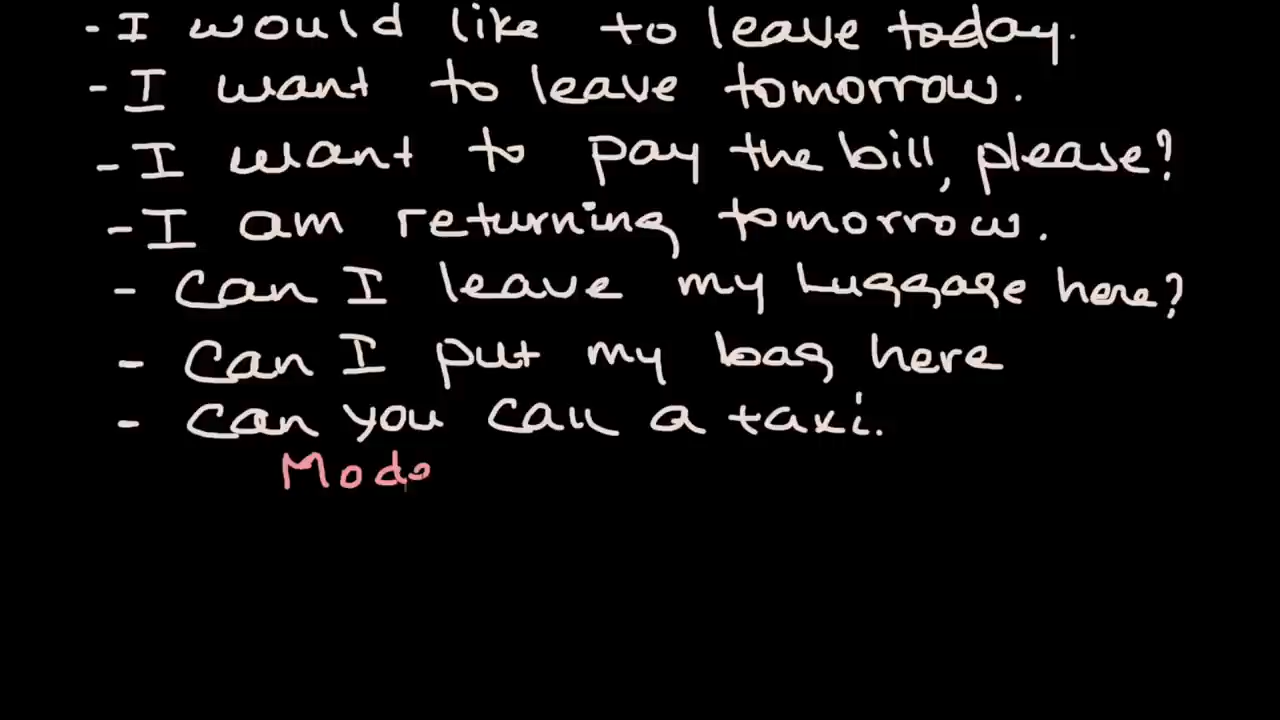 - I would like to leave today.
- I want to leave tomorrow.
- I want to pay the bill, please?
- I am returning tomorrow.
- Can I leave my luggage here?
- Can I put my bag here
- Can you call a taxi.
Mode